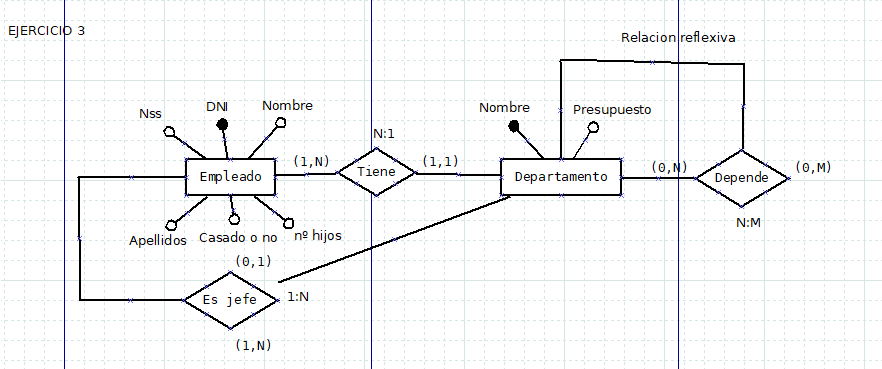 EJERCICIO 3
Relacion reflexiva
Nss
DNI
Nombre
Nombre
Presupuesto
N:1
(1,N)
(1,1)
(0,N)
(0,M)
Empleado
Tiene
Departamento
Depende
N:M
Apellidos
Casado o no
nº hijos
(0,1)
Es jefe
1:N
(1,N)